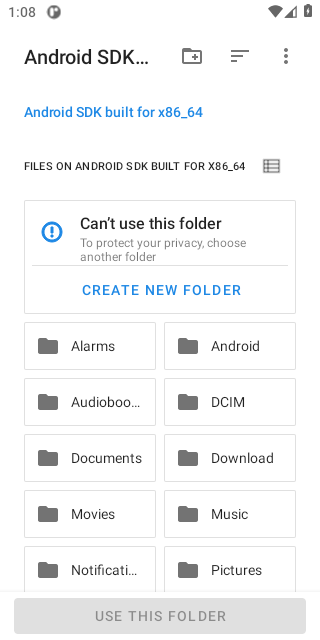 1:08
Android SDK…
Android SDK built for x86_64
FILES ON ANDROID SDK BUILT FOR X86_64
Can't use this folder
To protect your privacy, choose
another folder
CREATE NEW FOLDER
Alarms
Android
Audioboo…
DCIM
Documents
Download
Movies
Music
Notificati…
Pictures
USE THIS FOLDER